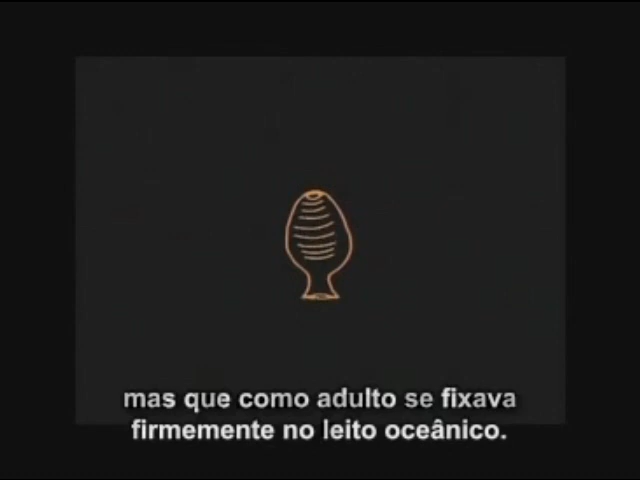 mas que como adulto se fixava
firmemente no leito oceânico.